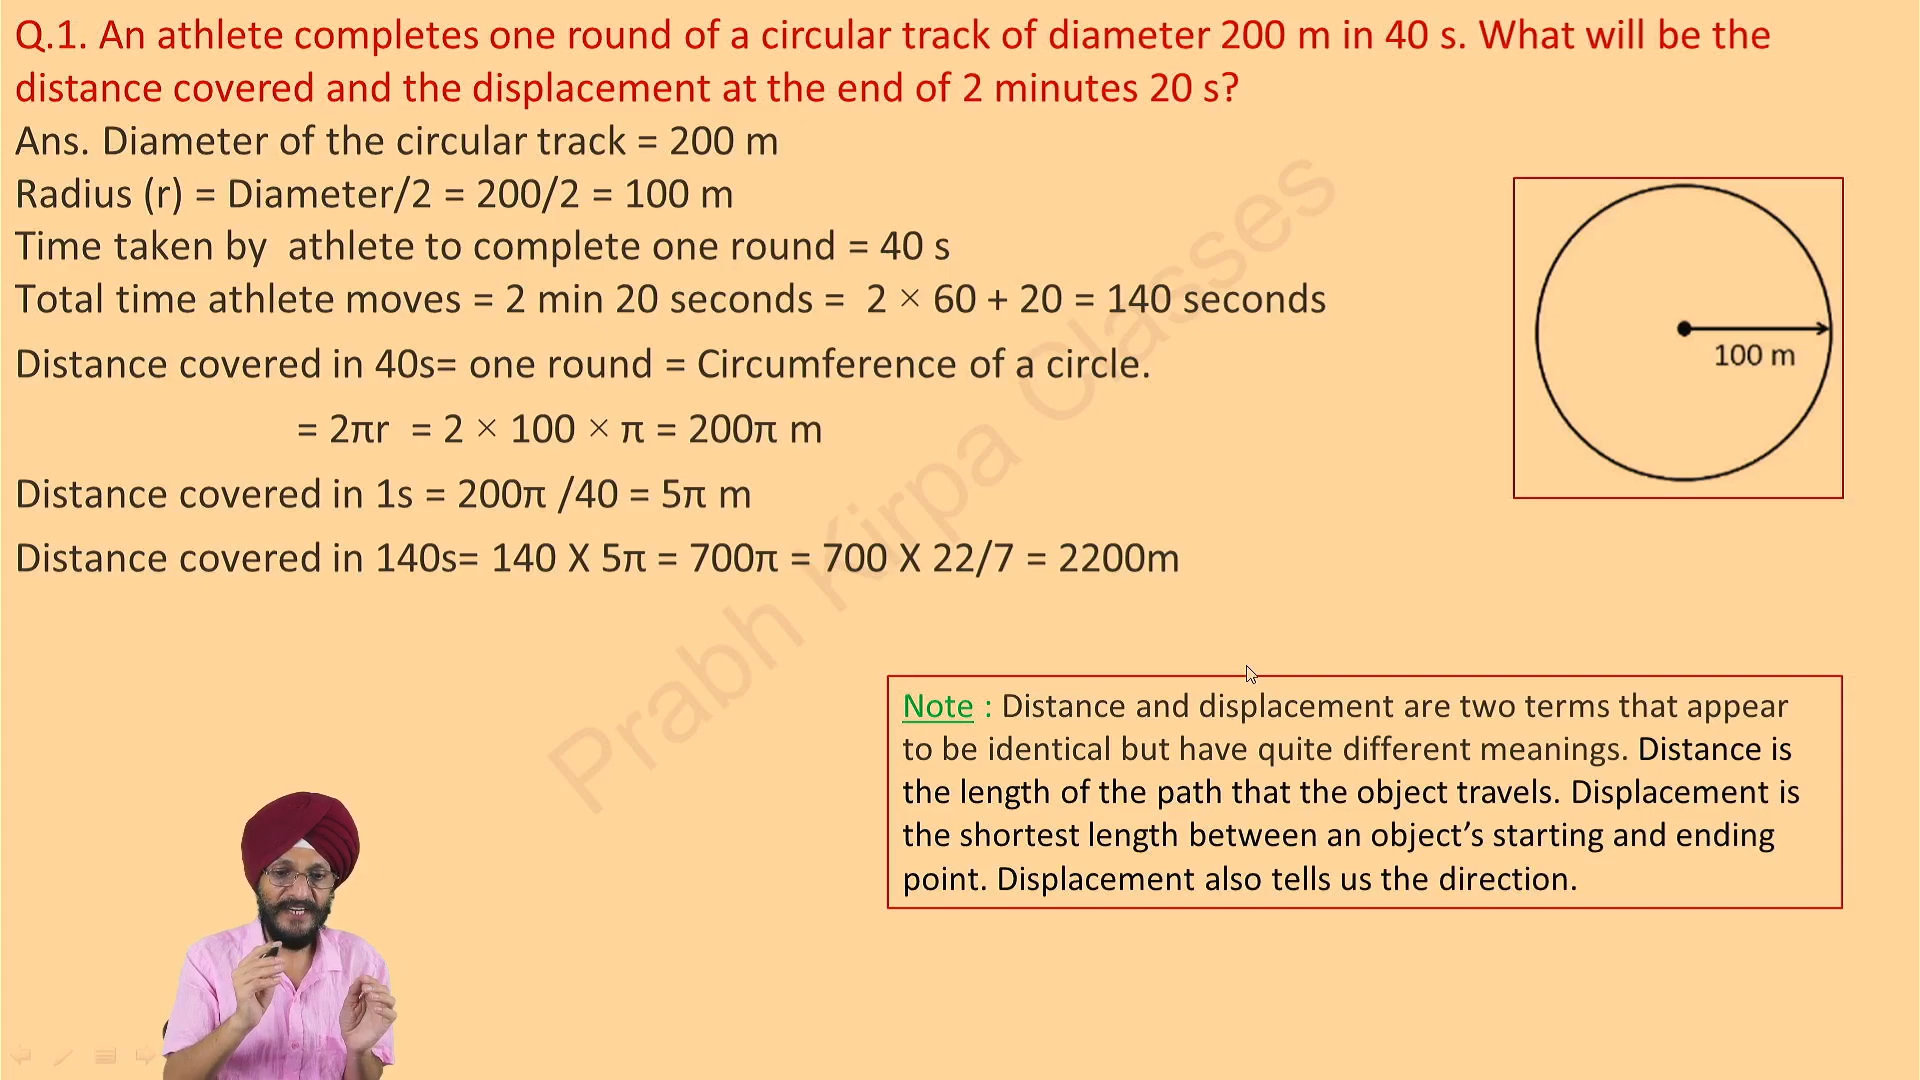 Q.1. An athlete completes one round of a circular track of diameter 200 m in 40 s. What will be the
distance covered and the displacement at the end of 2 minutes 20 s?
Ans. Diameter of the circular track = 200 m
Radius (r) = Diameter/2 = 200/2 = 100 m
Time taken by  athlete to complete one round = 40 s
Total time athlete moves = 2 min 20 seconds =  2 × 60 + 20 = 140 seconds
Distance covered in 40s= one round = Circumference of a circle.
= 2πr  = 2 × 100 × π = 200π m
Distance covered in 1s = 200π /40 = 5π m
Distance covered in 140s= 140 X 5π = 700π = 700 X 22/7 = 2200m
100 m
Note : Distance and displacement are two terms that appear
to be identical but have quite different meanings. Distance is
the length of the path that the object travels. Displacement is
the shortest length between an object’s starting and ending
point. Displacement also tells us the direction.
Prabh Kirpa Classes